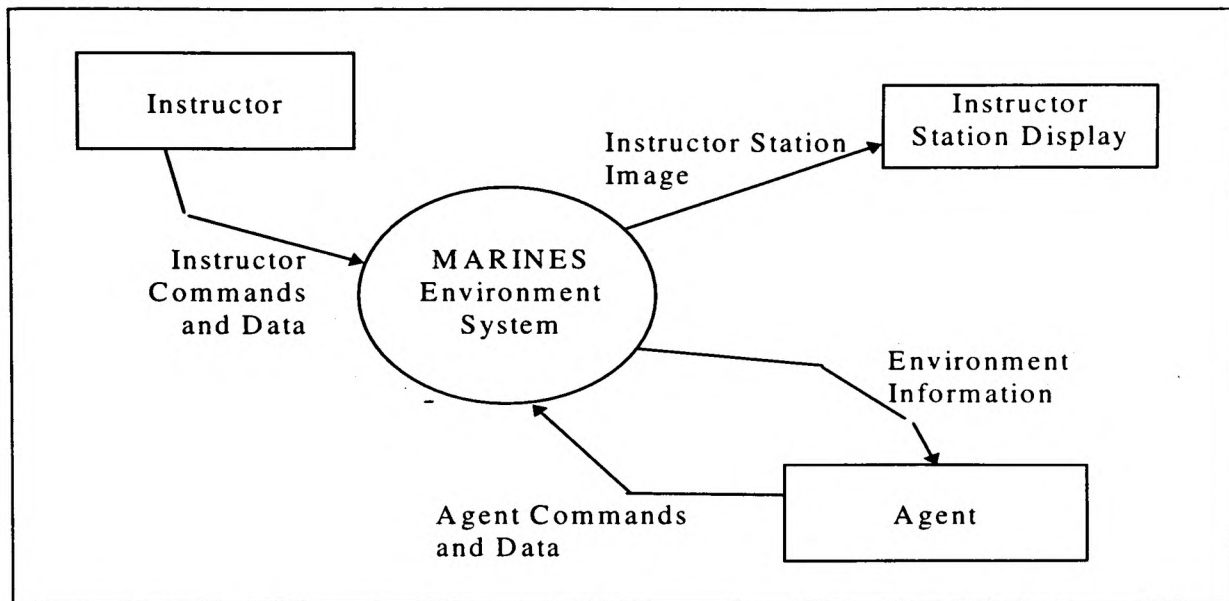 Instructor
Instructor
Station Display
Instructor Station
Image
MARINES
Environment
System
Instructor
Commands
and Data
Environment
Information
Agent Commands
and Data
Agent